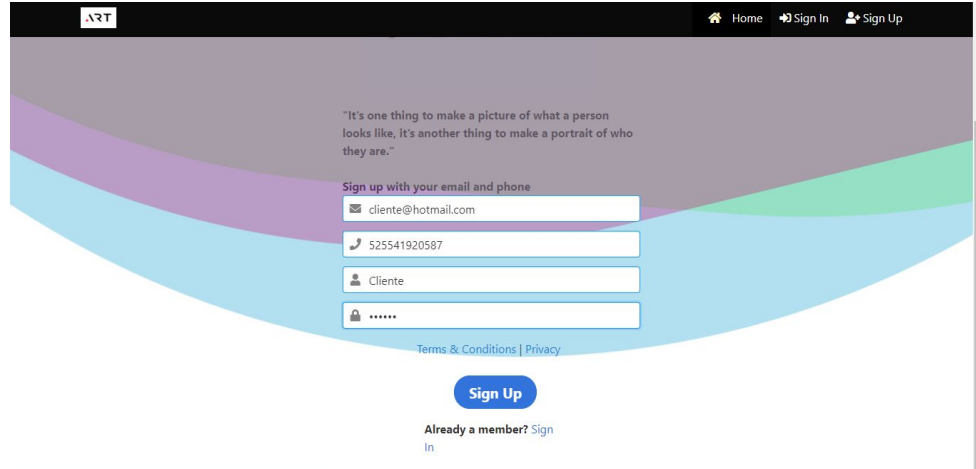 ART
Home
Sign In
Sign Up
"It's one thing to make a picture of what a person
looks like, it's another thing to make a portrait of who
they are."
Sign up with your email and phone
cliente@hotmail.com
525541920587
Cliente
••••••
Terms & Conditions | Privacy
Sign Up
Already a member? Sign
In